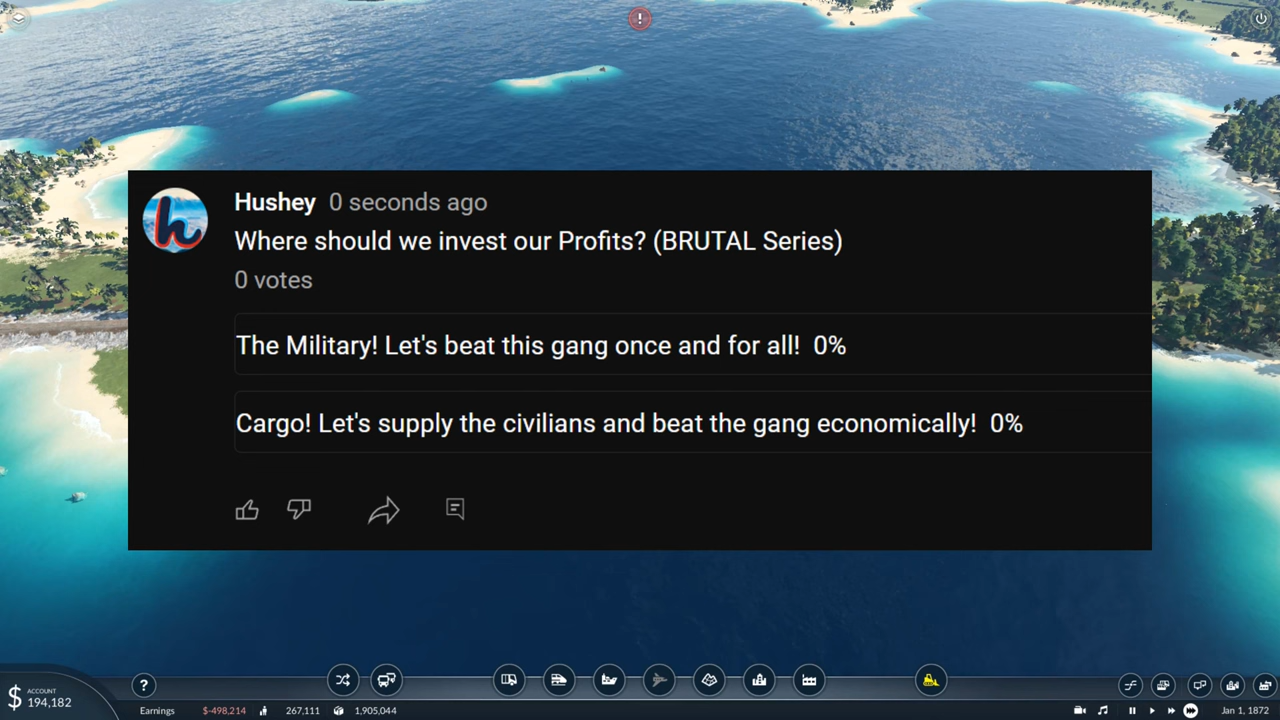 Hushey 0 seconds ago
Where should we invest our Profits? (BRUTAL Series)
0 votes
The Military! Let's beat this gang once and for all! 0%
Cargo! Let's supply the civilians and beat the gang economically! 0%
$ ACCOUNT
194,182
?
Earnings $-498,214 267,111 1,905,044
Jan 1, 1872